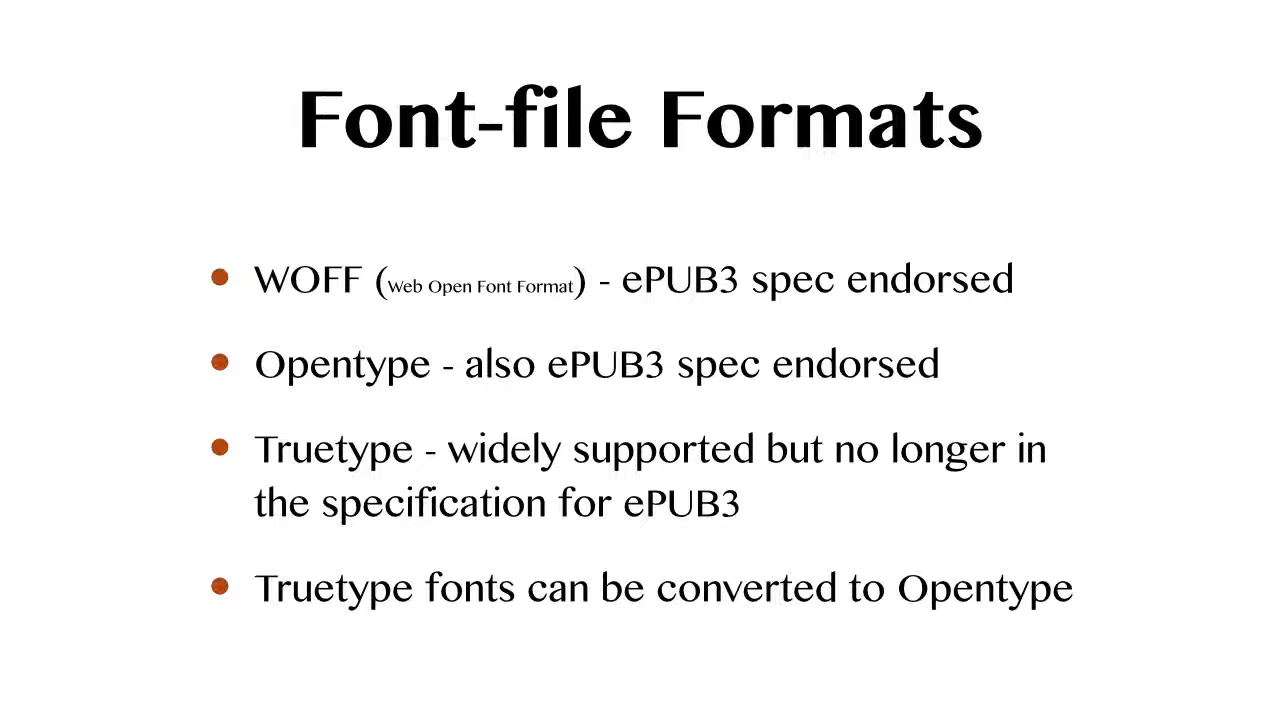 Font-file Formats
• WOFF (Web Open Font Format) - ePUB3 spec endorsed
• Opentype - also ePUB3 spec endorsed
• Truetype - widely supported but no longer in
the specification for ePUB3
• Truetype fonts can be converted to Opentype